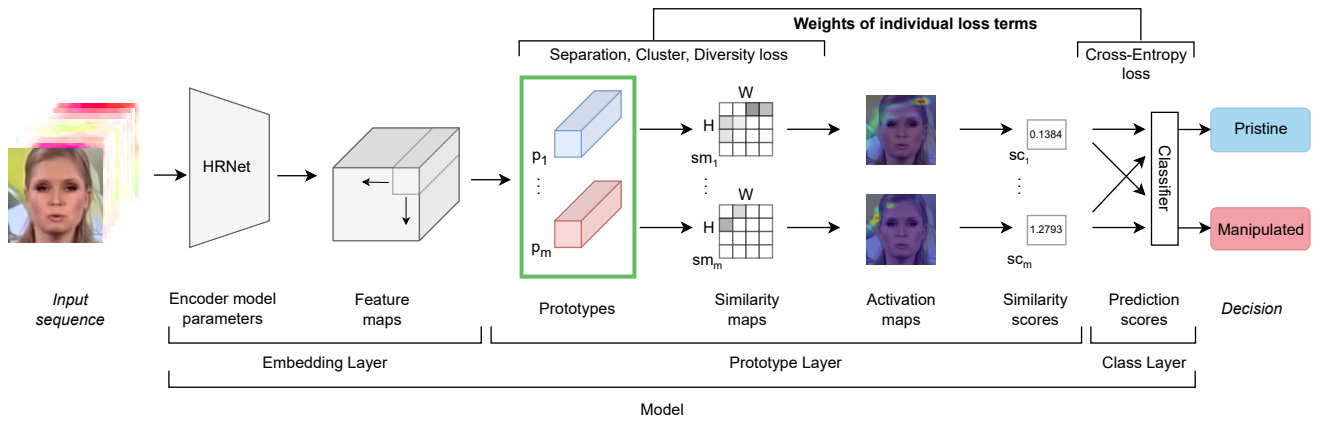 Weights of individual loss terms
Separation, Cluster, Diversity loss
Cross-Entropy
loss
HRNet
p1
⋮
pm
W
H
sm1
⋮
W
H
smm
0.1384
sc1
⋮
1.2793
scm
Classifier
Pristine
Manipulated
Input
sequence
Encoder model
parameters
Feature
maps
Prototypes
Similarity
maps
Activation
maps
Similarity
scores
Prediction
scores
Decision
Embedding Layer
Prototype Layer
Class Layer
Model